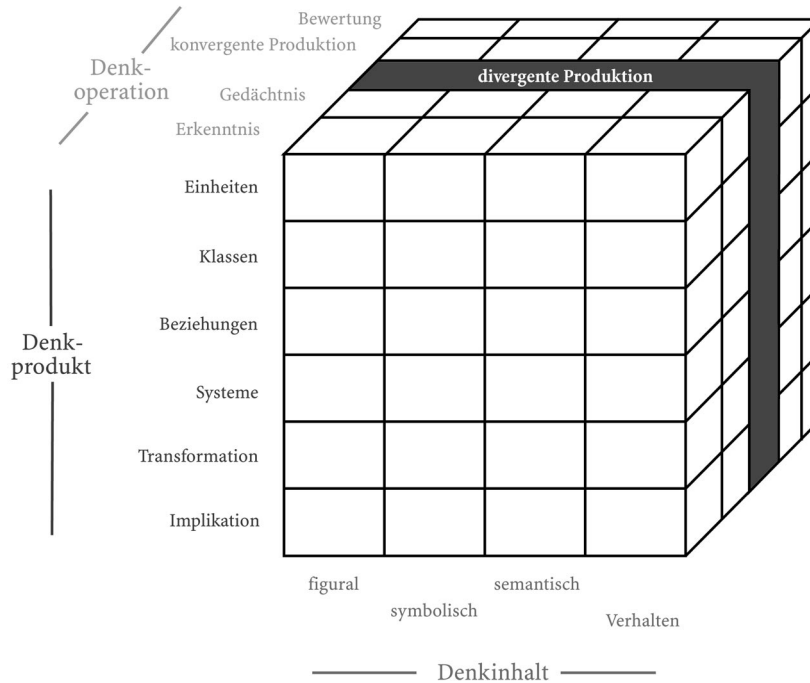 Bewertung
konvergente Produktion
Denk-
operation
divergente Produktion
Gedächtnis
Erkenntnis
Einheiten
Klassen
Beziehungen
Denk-
produkt
Systeme
Transformation
Implikation
figural
semantisch
symbolisch
Verhalten
Denkinhalt